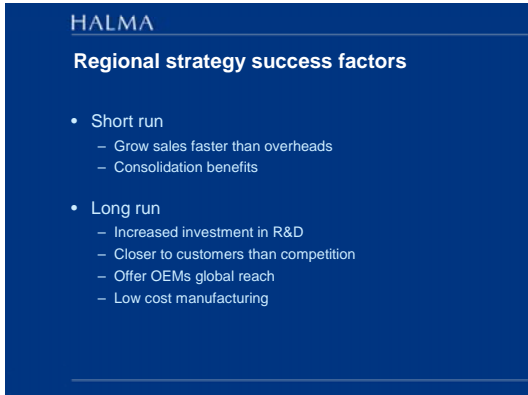 HALMA
Regional strategy success factors
• Short run
– Grow sales faster than overheads
– Consolidation benefits
• Long run
– Increased investment in R&D
– Closer to customers than competition
– Offer OEMs global reach
– Low cost manufacturing